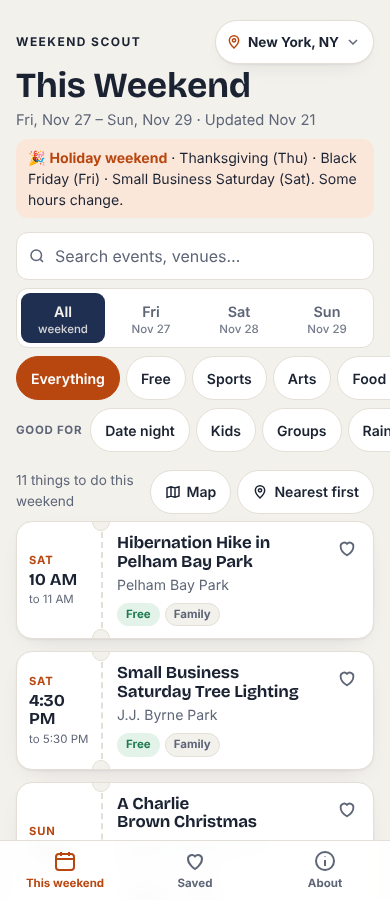 WEEKEND SCOUT
New York, NY
This Weekend
Fri, Nov 27 – Sun, Nov 29 · Updated Nov 21
🎉 Holiday weekend · Thanksgiving (Thu) · Black
Friday (Fri) · Small Business Saturday (Sat). Some
hours change.
Search events, venues...
All
weekend
Fri
Nov 27
Sat
Nov 28
Sun
Nov 29
Everything
Free
Sports
Arts
Food
GOOD FOR
Date night
Kids
Groups
Rain
11 things to do this
weekend
Map
Nearest first
SAT
10 AM
to 11 AM
Hibernation Hike in
Pelham Bay Park
Pelham Bay Park
Free
Family
SAT
4:30
PM
to 5:30 PM
Small Business
Saturday Tree Lighting
J.J. Byrne Park
Free
Family
SUN
A Charlie
Brown Christmas
This weekend
Saved
About